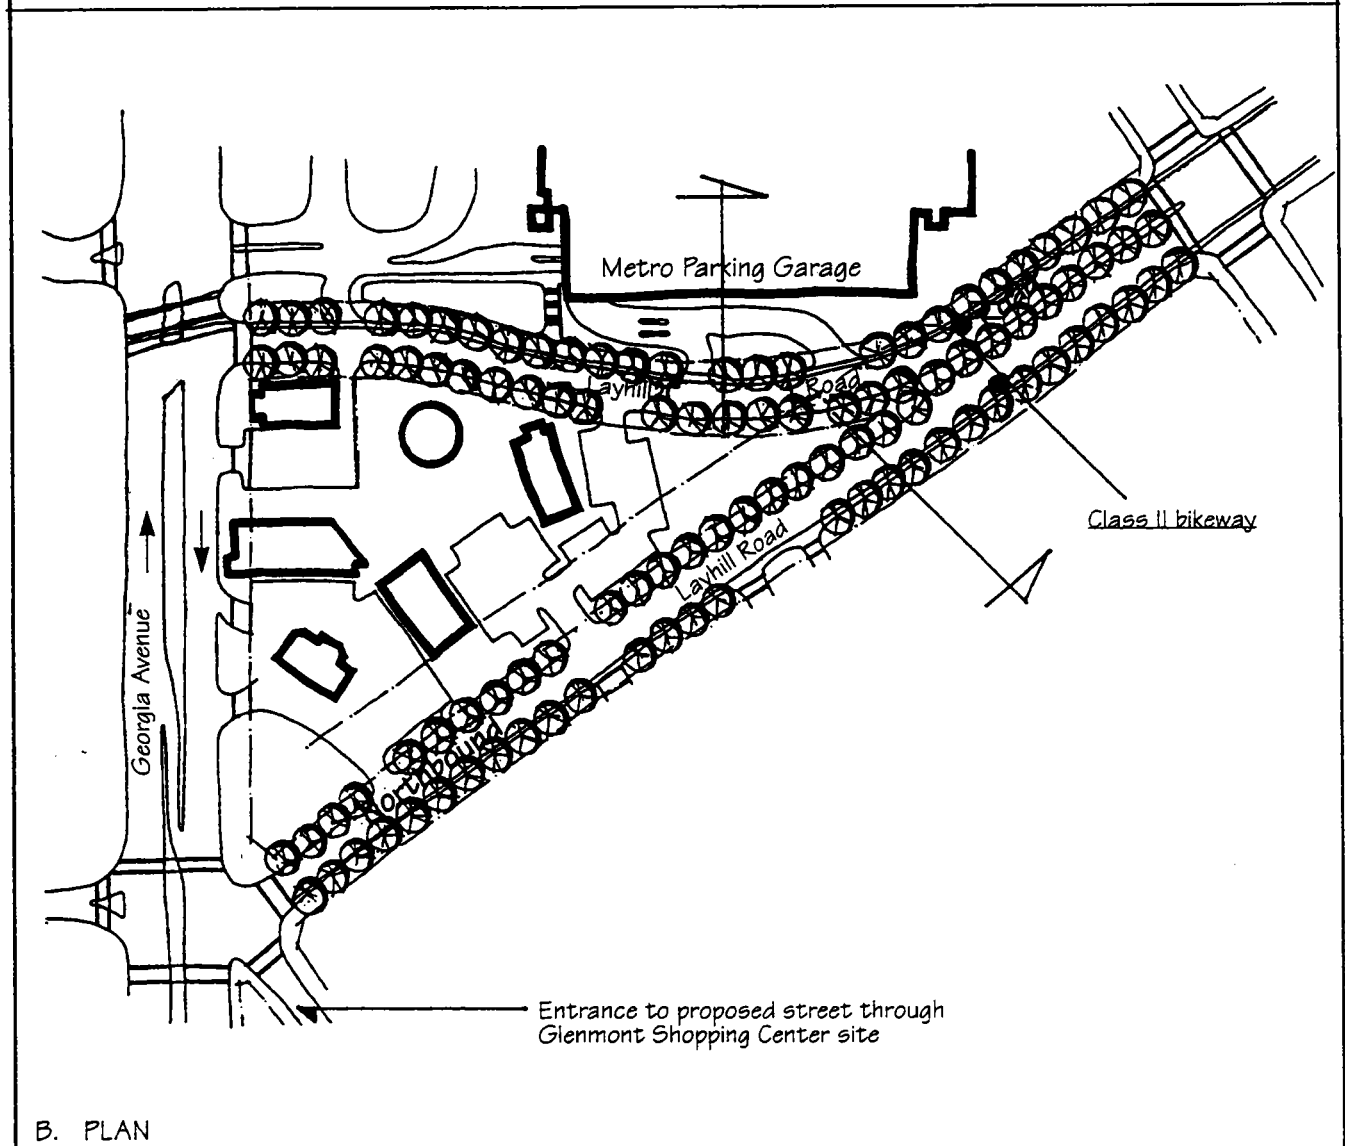 Metro Parking Garage
Layhill Road
Class II bikeway
Layhill Road
Georgia Avenue
Northbound
Entrance to proposed street through
Glenmont Shopping Center site
B. PLAN